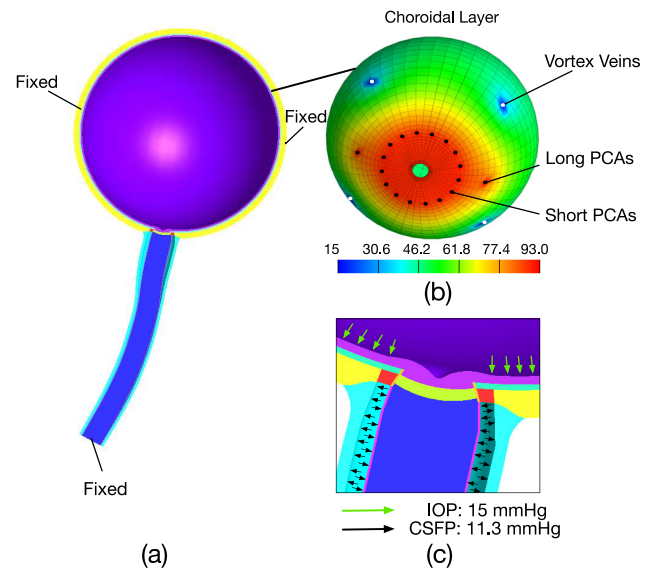 Choroidal Layer
Fixed
Fixed
Vortex Veins
Long PCAs
Short PCAs
15 30.6 46.2 61.8 77.4 93.0
(b)
Fixed
IOP: 15 mmHg
CSFP: 11.3 mmHg
(a)
(c)